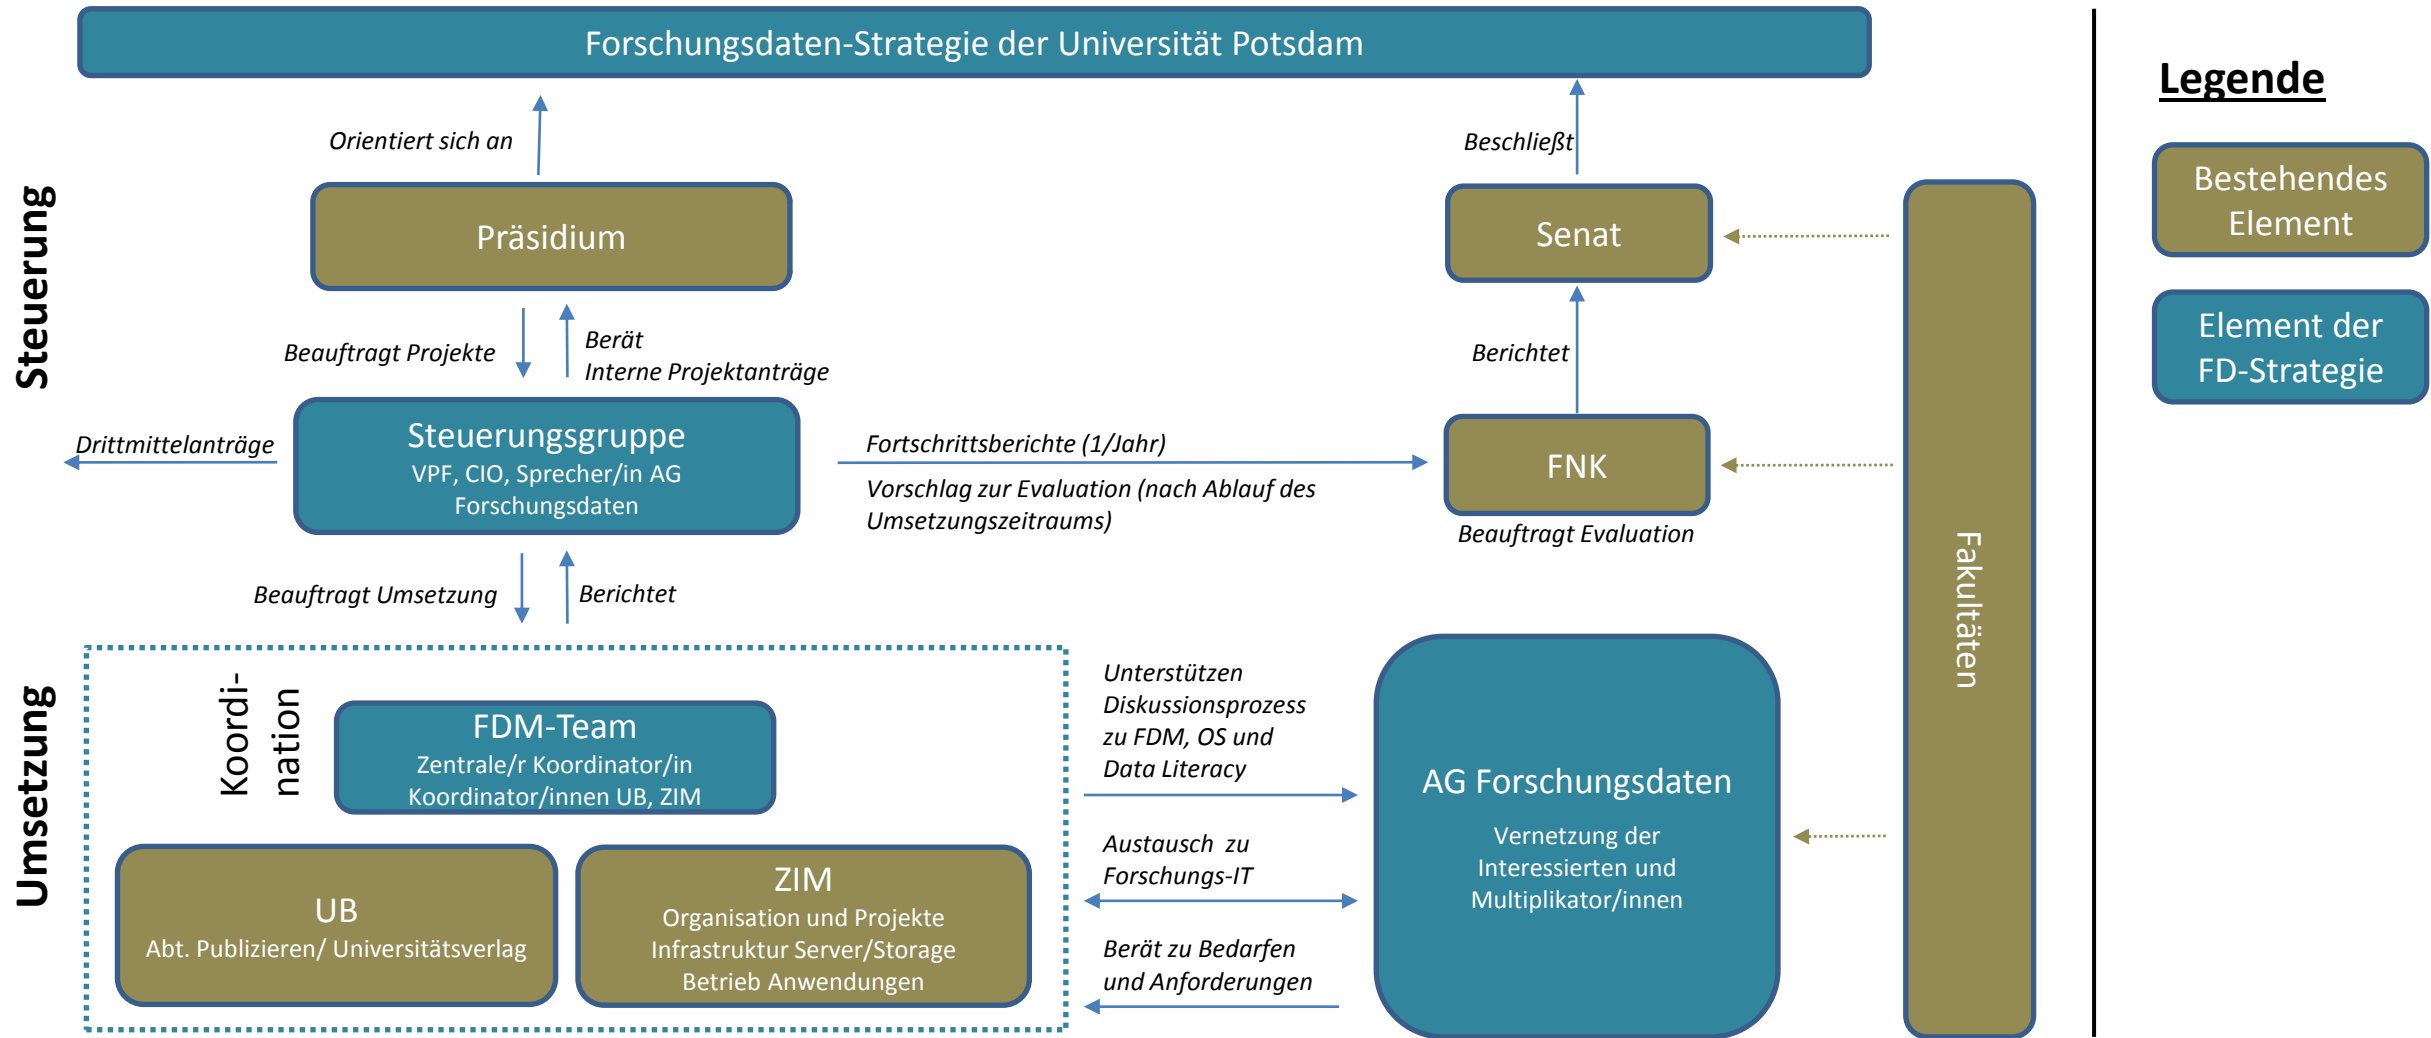 Forschungsdaten-Strategie der Universität Potsdam
Legende
Bestehendes
Element
Element der
FD-Strategie
Steuerung
Orientiert sich an
Beschließt
Präsidium
Senat
Beauftragt Projekte
Berät
Interne Projektanträge
Berichtet
Drittmittelanträge
Steuerungsgruppe
VPF, CIO, Sprecher/in AG
Forschungsdaten
Fortschrittsberichte (1/Jahr)
Vorschlag zur Evaluation (nach Ablauf des
Umsetzungszeitraums)
FNK
Beauftragt Evaluation
Fakultäten
Beauftragt Umsetzung
Berichtet
Umsetzung
Koordi-
nation
FDM-Team
Zentrale/r Koordinator/in
Koordinator/innen UB, ZIM
UB
Abt. Publizieren/ Universitätsverlag
ZIM
Organisation und Projekte
Infrastruktur Server/Storage
Betrieb Anwendungen
Unterstützen
Diskussionsprozess
zu FDM, OS und
Data Literacy
Austausch zu
Forschungs-IT
Berät zu Bedarfen
und Anforderungen
AG Forschungsdaten
Vernetzung der
Interessierten und
Multiplikator/innen